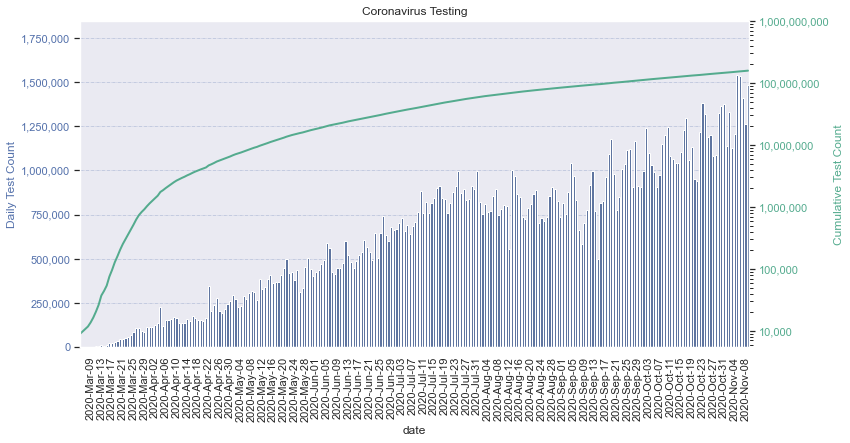 Coronavirus Testing
Daily Test Count
1,750,000
1,500,000
1,250,000
1,000,000
750,000
500,000
250,000
0
1,000,000,000
100,000,000
10,000,000
1,000,000
100,000
10,000
Cumulative Test Count
2020-Mar-09
2020-Mar-13
2020-Mar-17
2020-Mar-21
2020-Mar-25
2020-Mar-29
2020-Apr-02
2020-Apr-06
2020-Apr-10
2020-Apr-14
2020-Apr-18
2020-Apr-22
2020-Apr-26
2020-Apr-30
2020-May-04
2020-May-08
2020-May-12
2020-May-16
2020-May-20
2020-May-24
2020-May-28
2020-Jun-01
2020-Jun-05
2020-Jun-09
2020-Jun-13
2020-Jun-17
2020-Jun-21
2020-Jun-25
2020-Jun-29
2020-Jul-03
2020-Jul-07
2020-Jul-11
2020-Jul-15
2020-Jul-19
2020-Jul-23
2020-Jul-27
2020-Jul-31
2020-Aug-04
2020-Aug-08
2020-Aug-12
2020-Aug-16
2020-Aug-20
2020-Aug-24
2020-Aug-28
2020-Sep-01
2020-Sep-05
2020-Sep-09
2020-Sep-13
2020-Sep-17
2020-Sep-21
2020-Sep-25
2020-Sep-29
2020-Oct-03
2020-Oct-07
2020-Oct-11
2020-Oct-15
2020-Oct-19
2020-Oct-23
2020-Oct-27
2020-Oct-31
2020-Nov-04
2020-Nov-08
date